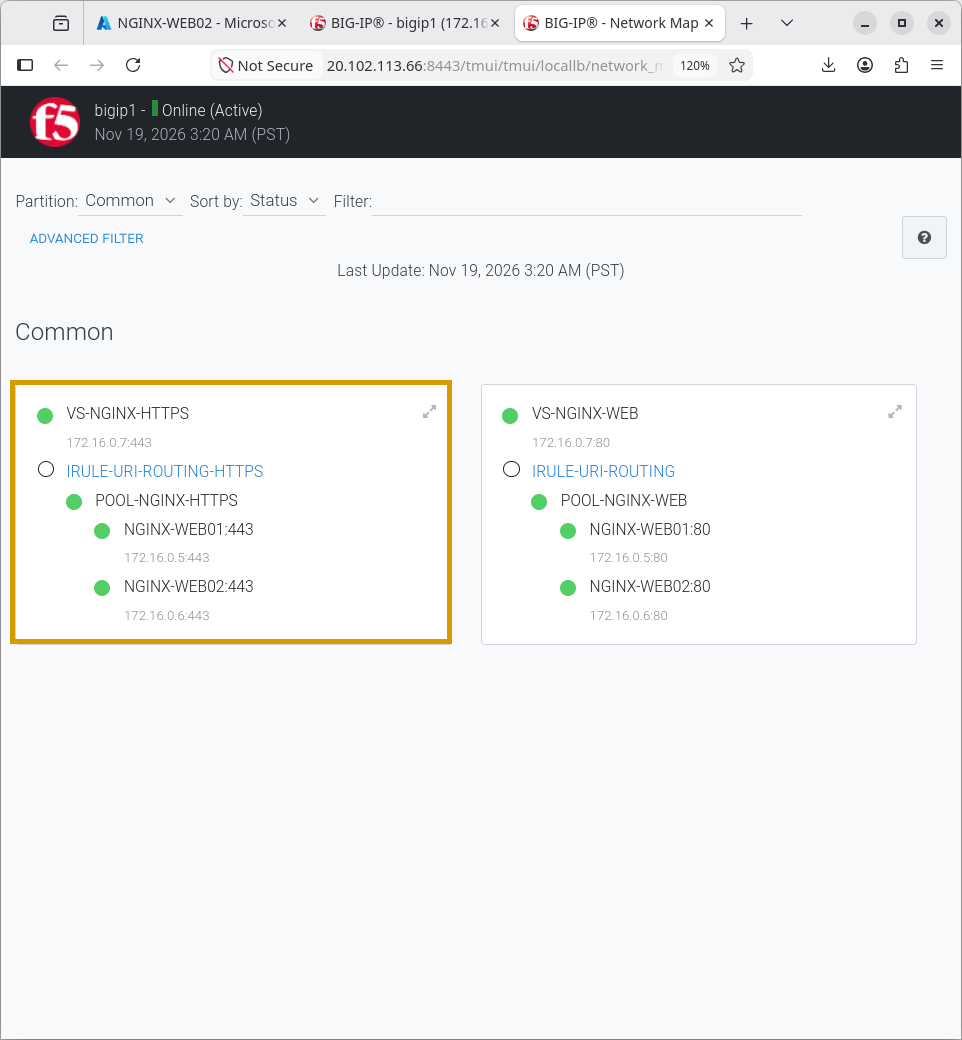 NGINX-WEB02 - Microso
BIG-IP® - bigip1 (172.16
BIG-IP® - Network Map
Not Secure 20.102.113.66:8443/tmui/tmui/locallb/network_m 120%
f5
bigip1 - Online (Active)
Nov 19, 2026 3:20 AM (PST)
Partition: Common Sort by: Status Filter:
ADVANCED FILTER
?
Last Update: Nov 19, 2026 3:20 AM (PST)
Common
VS-NGINX-HTTPS
172.16.0.7:443
IRULE-URI-ROUTING-HTTPS
POOL-NGINX-HTTPS
NGINX-WEB01:443
172.16.0.5:443
NGINX-WEB02:443
172.16.0.6:443
VS-NGINX-WEB
172.16.0.7:80
IRULE-URI-ROUTING
POOL-NGINX-WEB
NGINX-WEB01:80
172.16.0.5:80
NGINX-WEB02:80
172.16.0.6:80